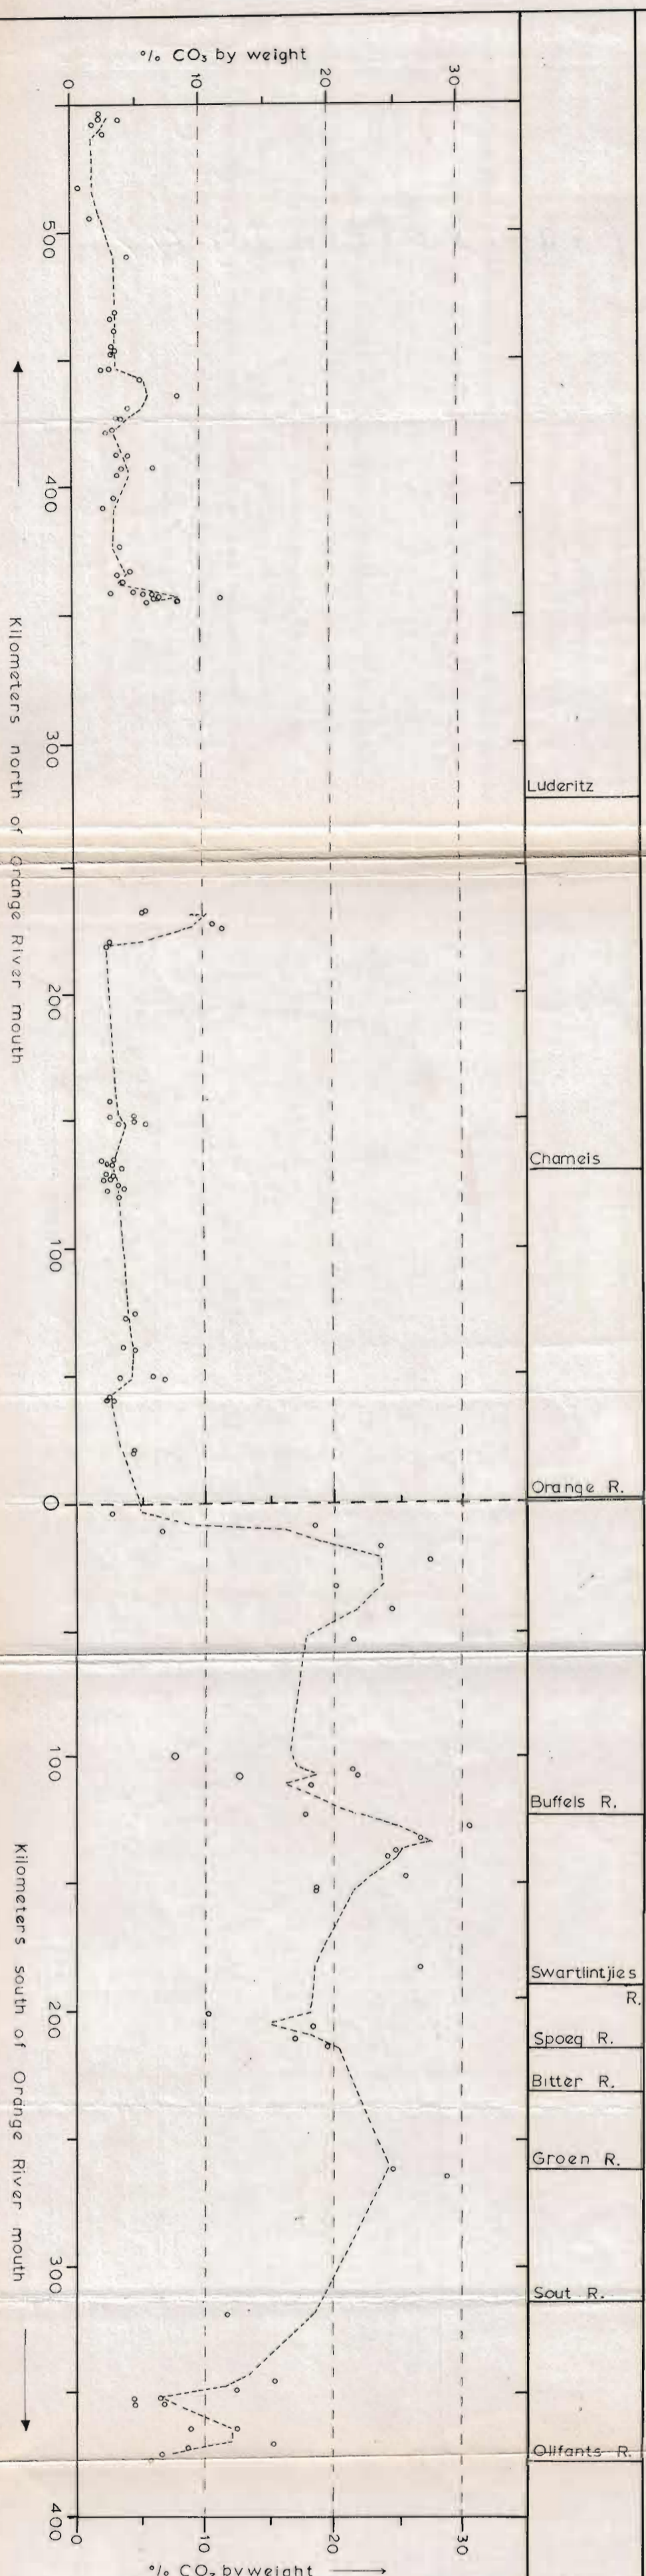 % CO₃ by weight
0
10
20
30
500
400
300
200
100
0
100
200
300
400
Kilometers north of Orange River mouth
Kilometers south of Orange River mouth
Luderitz
Chameis
Orange R.
Buffels R.
Swartlintjies
R.
Spoeg R.
Bitter R.
Groen R.
Sout R.
Olifants R.
0
10
20
30
% CO₃ by weight